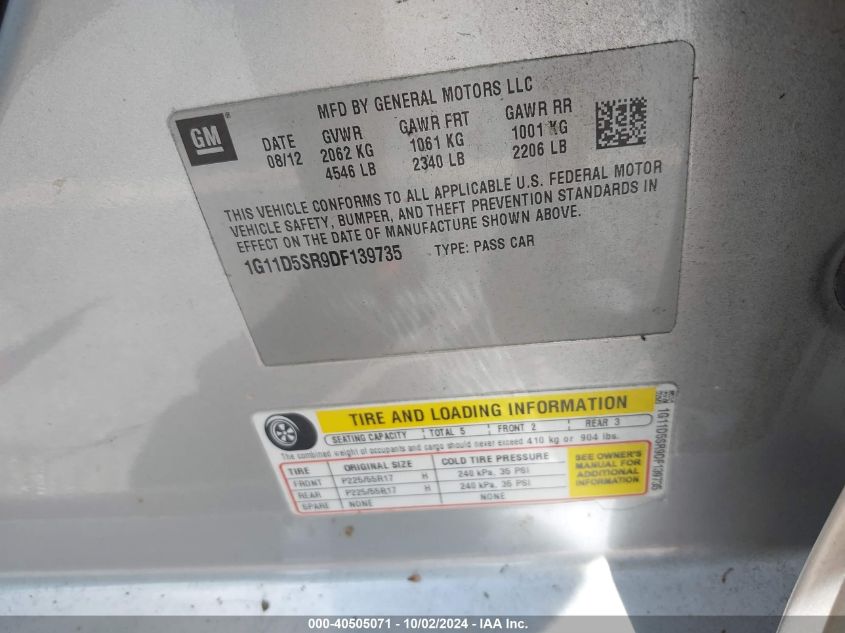 MFD BY GENERAL MOTORS LLC
GM®
DATE GVWR GAWR FRT GAWR RR
08/12 2062 KG 1061 KG 1001 KG
4546 LB 2340 LB 2206 LB
THIS VEHICLE CONFORMS TO ALL APPLICABLE U.S. FEDERAL MOTOR
VEHICLE SAFETY, BUMPER, AND THEFT PREVENTION STANDARDS IN
EFFECT ON THE DATE OF MANUFACTURE SHOWN ABOVE.
1G11D5SR9DF139735 TYPE: PASS CAR
TIRE AND LOADING INFORMATION
SEATING CAPACITY TOTAL 5 FRONT 2 REAR 3
The combined weight of occupants and cargo should never exceed 410 kg or 904 lbs.
TIRE ORIGINAL SIZE COLD TIRE PRESSURE
FRONT P225/55R17 H 240 kPa, 35 PSI
REAR P225/55R17 H 240 kPa, 35 PSI
SPARE NONE NONE
SEE OWNER'S
MANUAL FOR
ADDITIONAL
INFORMATION
1G11D5SR9DF139735
000-40505071 - 10/02/2024 - IAA Inc.